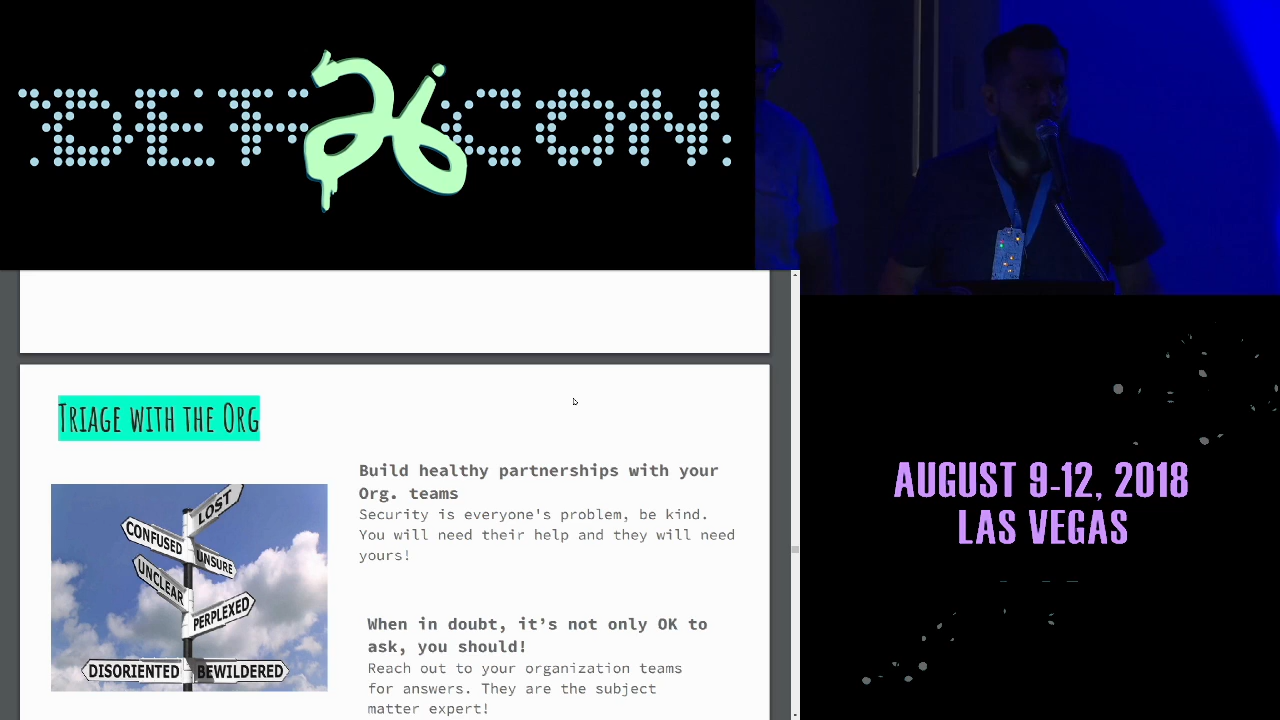 DEF 26 CON
TRIAGE WITH THE ORG
Build healthy partnerships with your
Org. teams
Security is everyone's problem, be kind.
You will need their help and they will need
yours!
LOST
CONFUSED
UNSURE
UNCLEAR
PERPLEXED
DISORIENTED
BEWILDERED
When in doubt, it’s not only OK to
ask, you should!
Reach out to your organization teams
for answers. They are the subject
matter expert!
AUGUST 9-12, 2018
LAS VEGAS